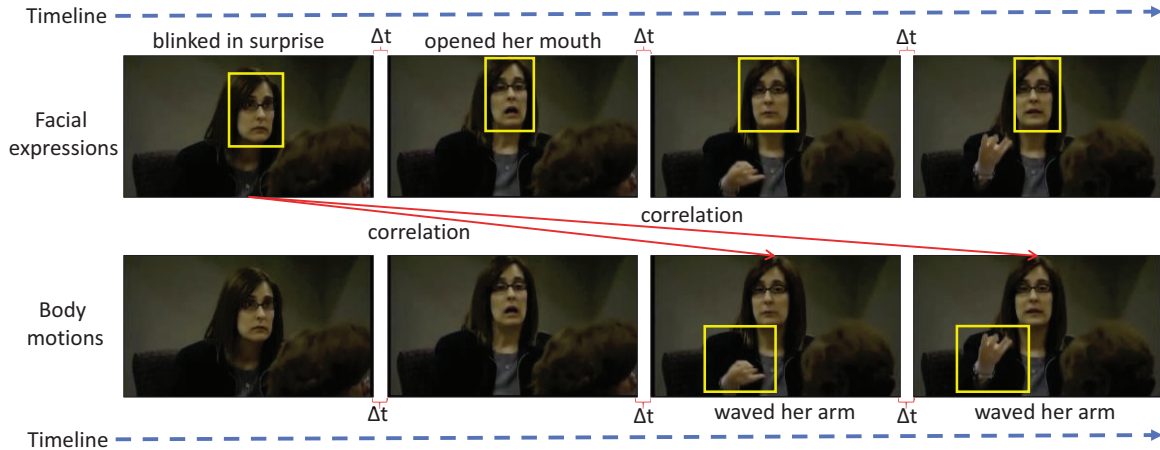 Timeline
blinked in surprise Δt opened her mouth Δt Δt
Facial
expressions
correlation
correlation
Body
motions
Δt Δt waved her arm Δt waved her arm
Timeline